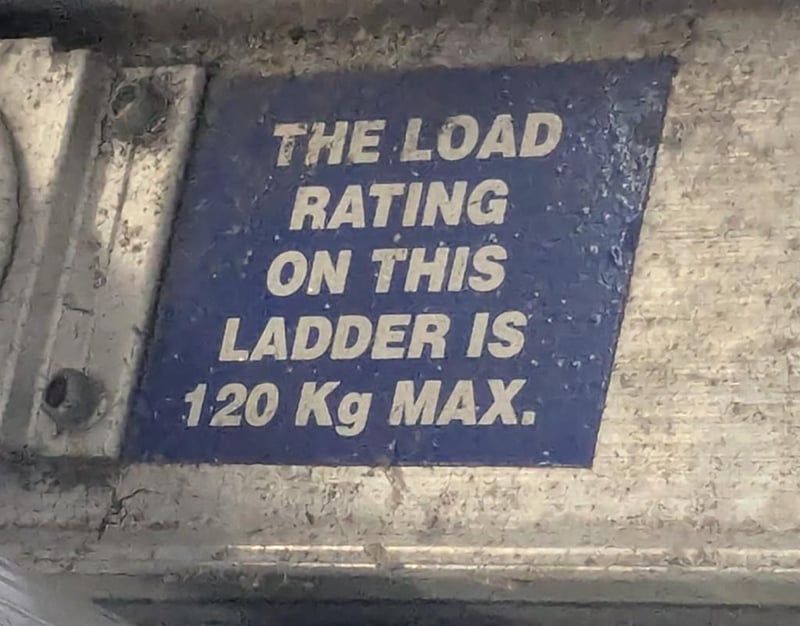 THE LOAD
RATING
ON THIS
LADDER IS
120 Kg MAX.